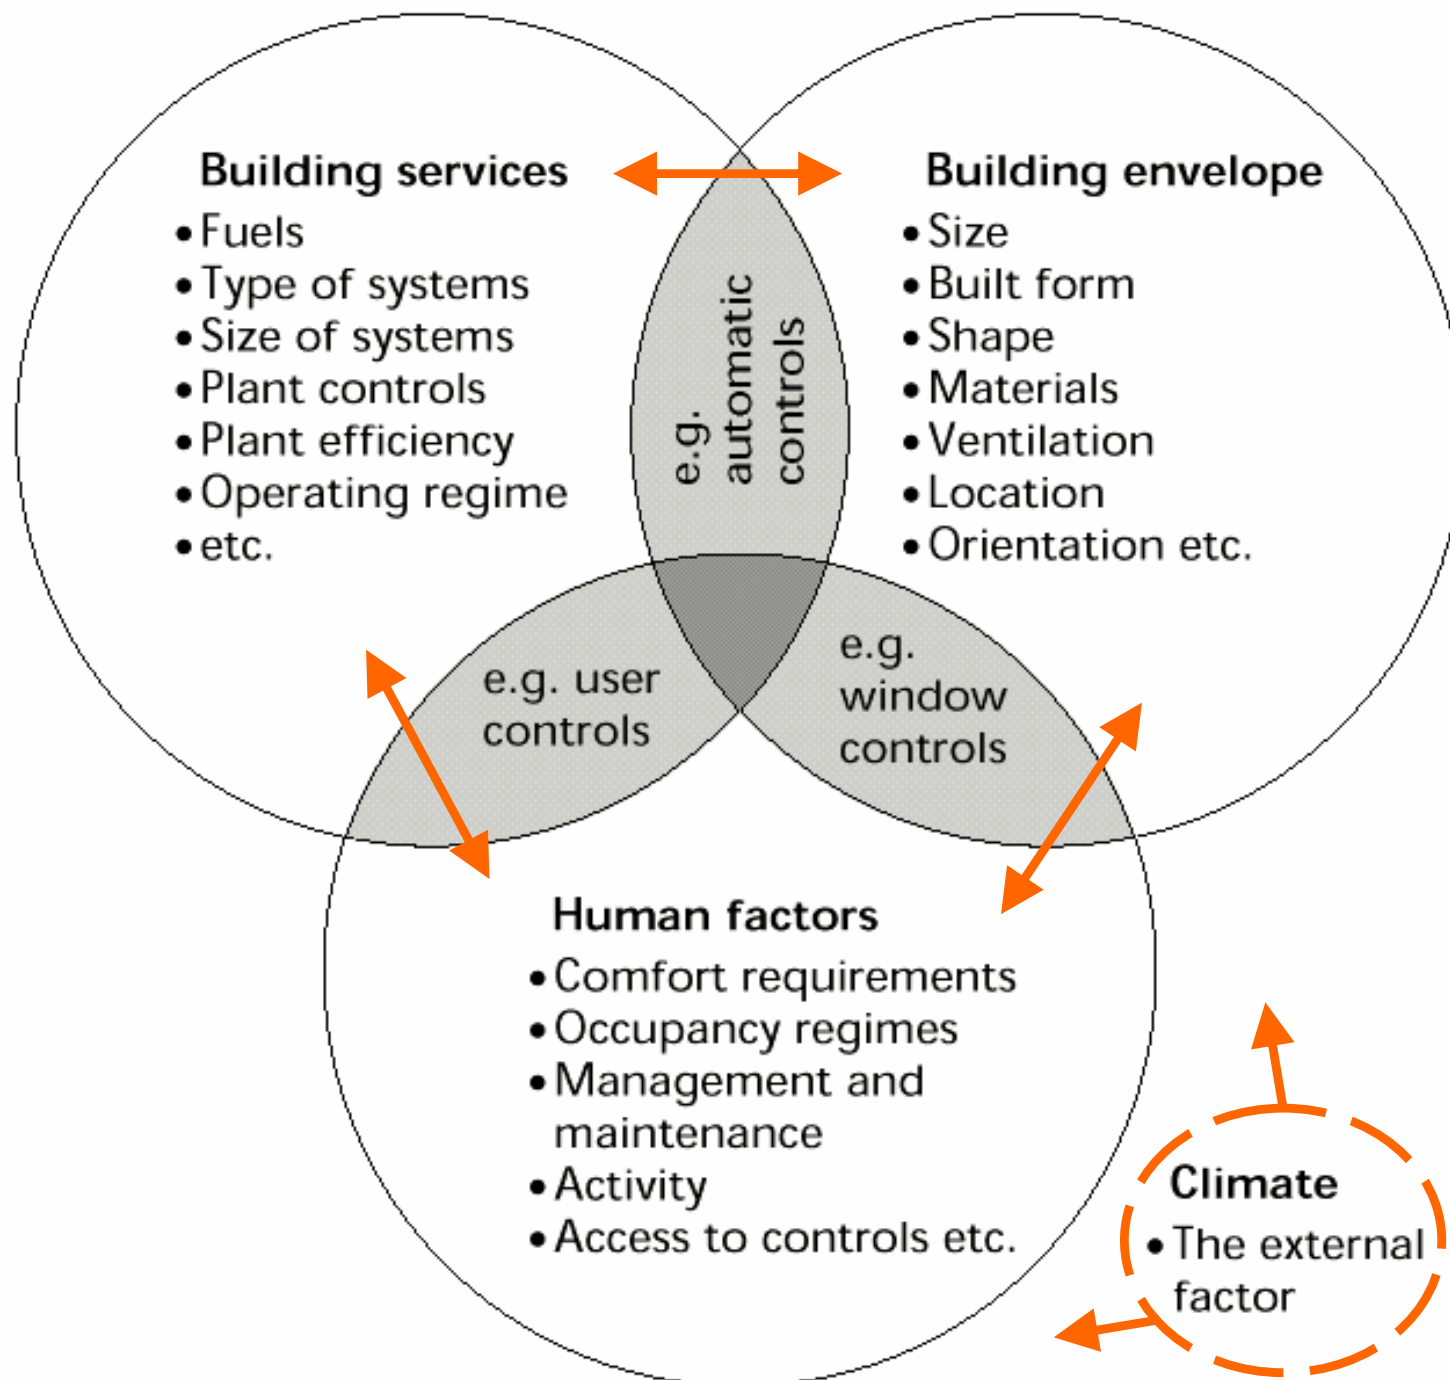 Building services
• Fuels
• Type of systems
• Size of systems
• Plant controls
• Plant efficiency
• Operating regime
• etc.
Building envelope
• Size
• Built form
• Shape
• Materials
• Ventilation
• Location
• Orientation etc.
e.g.
automatic
controls
e.g. user
controls
e.g.
window
controls
Human factors
• Comfort requirements
• Occupancy regimes
• Management and
maintenance
• Activity
• Access to controls etc.
Climate
• The external
factor